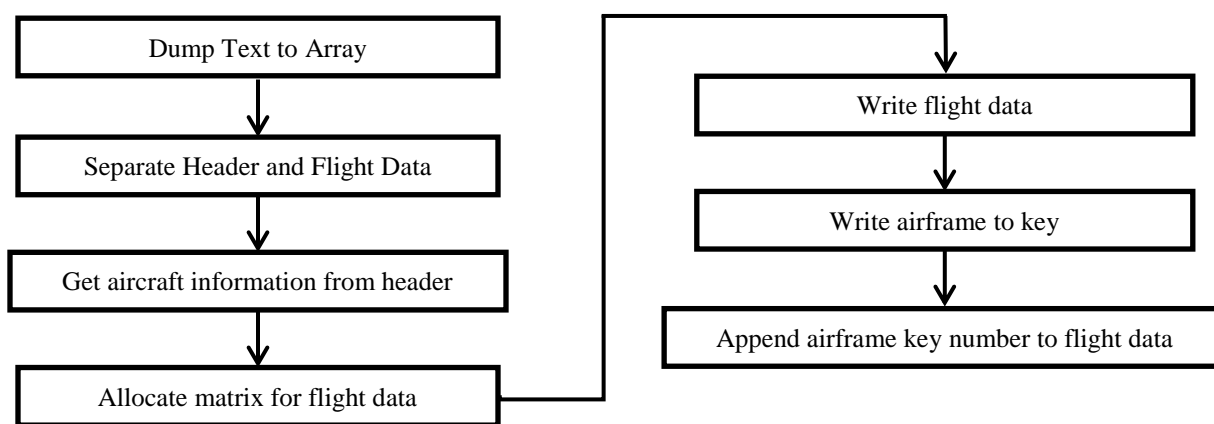 Dump Text to Array
Separate Header and Flight Data
Get aircraft information from header
Allocate matrix for flight data
Write flight data
Write airframe to key
Append airframe key number to flight data